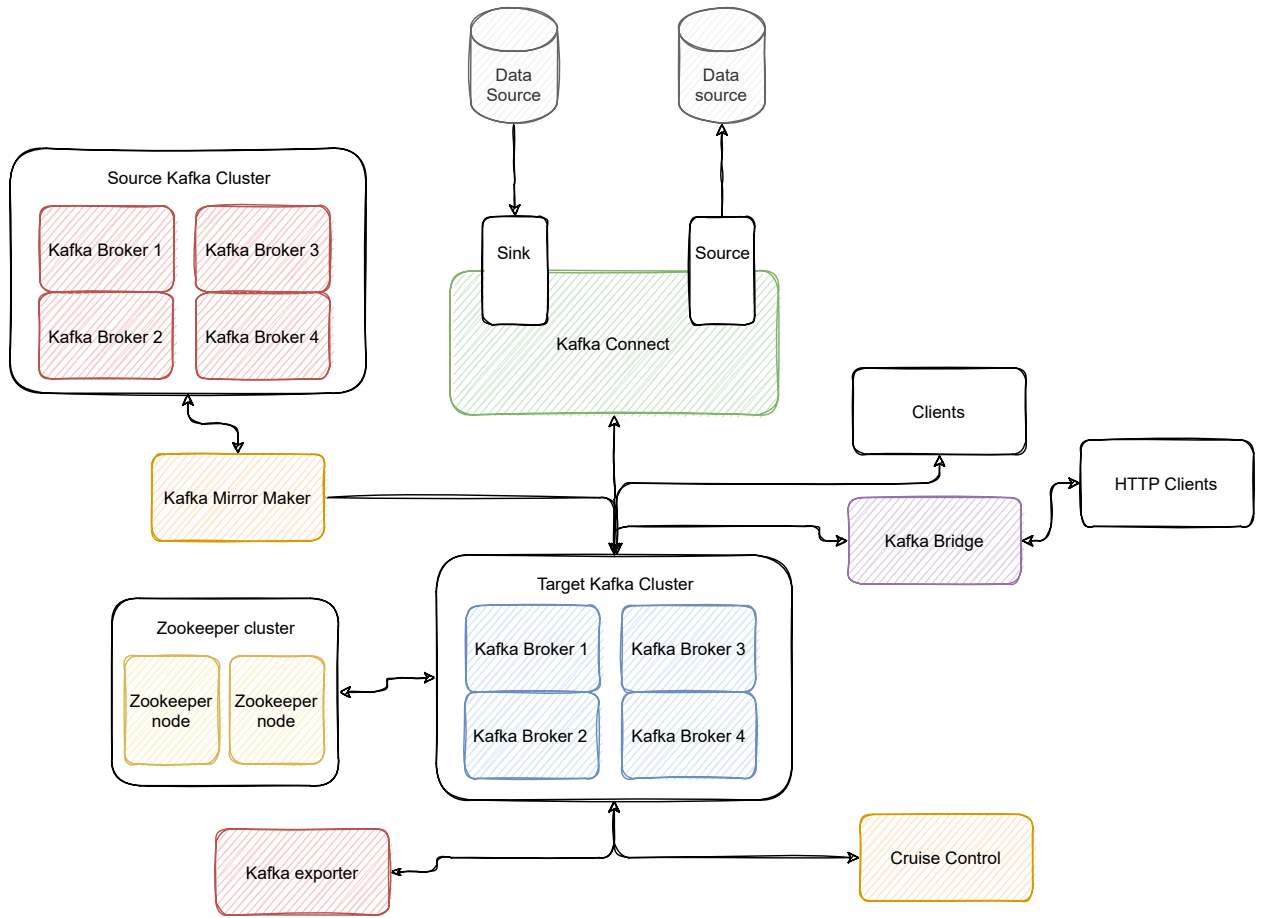 Data
Source
Data
source
Source Kafka Cluster
Kafka Broker 1
Kafka Broker 3
Kafka Broker 2
Kafka Broker 4
Sink
Source
Kafka Connect
Clients
HTTP Clients
Kafka Mirror Maker
Kafka Bridge
Target Kafka Cluster
Kafka Broker 1
Kafka Broker 3
Kafka Broker 2
Kafka Broker 4
Zookeeper cluster
Zookeeper
node
Zookeeper
node
Kafka exporter
Cruise Control